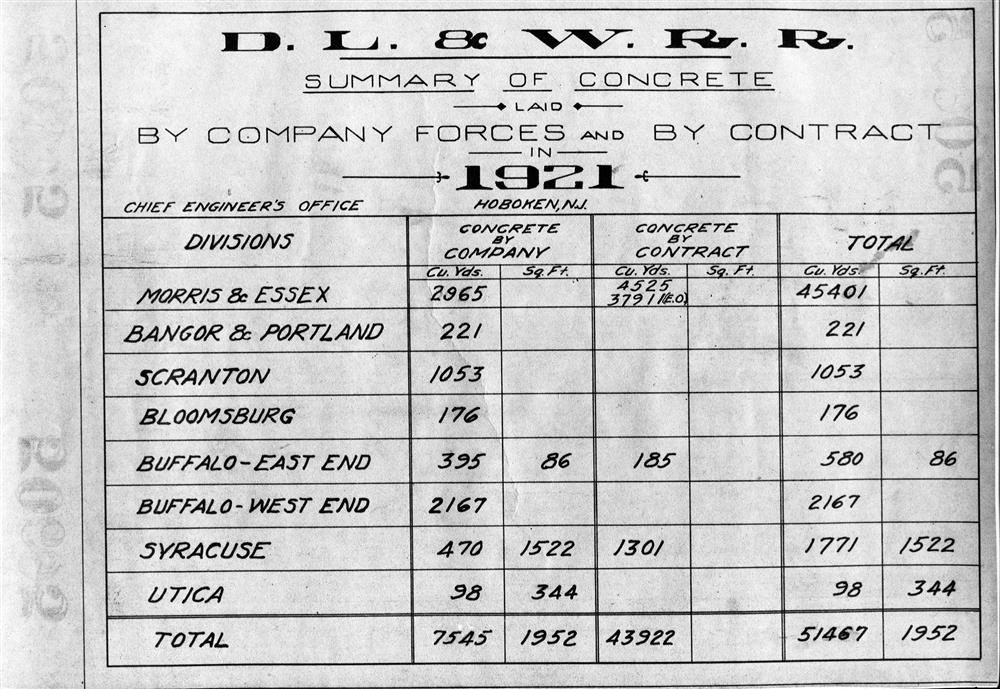 D. L. & W. R. R.
SUMMARY OF CONCRETE
LAID
BY COMPANY FORCES AND BY CONTRACT
IN
1921
CHIEF ENGINEER'S OFFICE HOBOKEN, N.J.
DIVISIONS CONCRETE BY COMPANY CONCRETE BY CONTRACT TOTAL
Cu. Yds. Sq. Ft. Cu. Yds. Sq. Ft. Cu. Yds. Sq. Ft.
MORRIS & ESSEX 2965 4525 37911(E.O) 45401
BANGOR & PORTLAND 221 221
SCRANTON 1053 1053
BLOOMSBURG 176 176
BUFFALO-EAST END 395 86 185 580 86
BUFFALO-WEST END 2167 2167
SYRACUSE 470 1522 1301 1771 1522
UTICA 98 344 98 344
TOTAL 7545 1952 43922 51467 1952